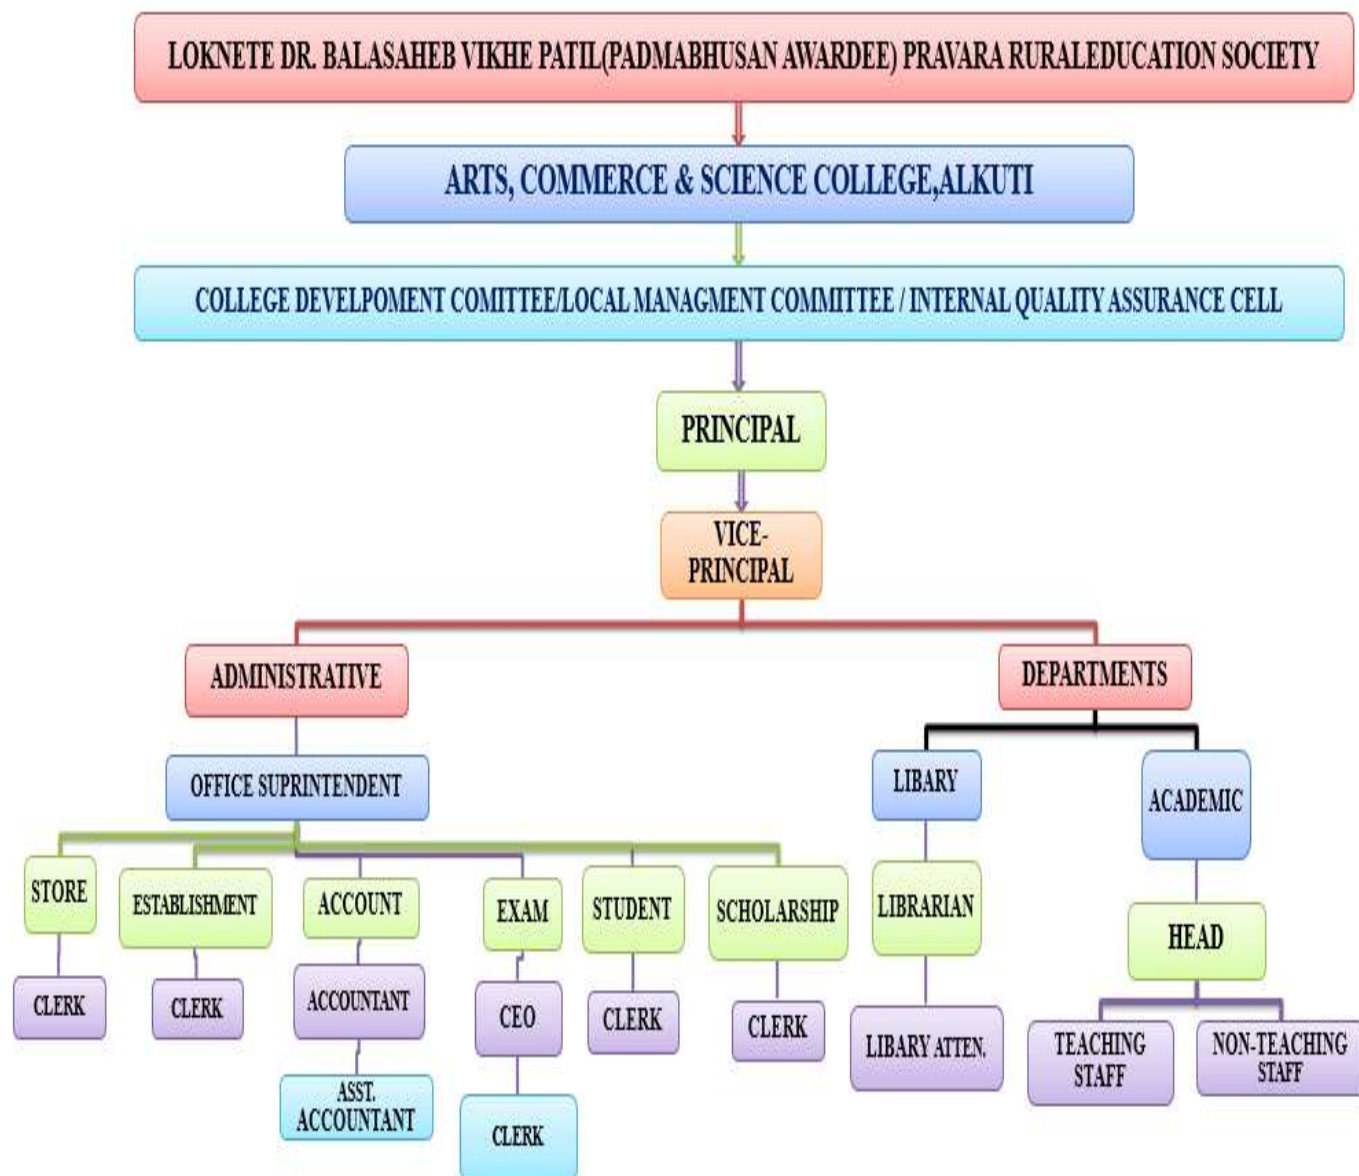 LOKNETE DR. BALASAHEB VIKHE PATIL(PADMABHUSAN AWARDEE) PRAVARA RURALEDUCATION SOCIETY
ARTS, COMMERCE & SCIENCE COLLEGE,ALKUTI
COLLEGE DEVELPOMENT COMITTEE/LOCAL MANAGMENT COMMITTEE / INTERNAL QUALITY ASSURANCE CELL
PRINCIPAL
VICE-
PRINCIPAL
ADMINISTRATIVE
DEPARTMENTS
OFFICE SUPRINTENDENT
LIBARY
ACADEMIC
STORE
ESTABLISHMENT
ACCOUNT
EXAM
STUDENT
SCHOLARSHIP
LIBRARIAN
HEAD
CLERK
CLERK
ACCOUNTANT
CEO
CLERK
CLERK
LIBARY ATTEN.
TEACHING
STAFF
NON-TEACHING
STAFF
ASST.
ACCOUNTANT
CLERK